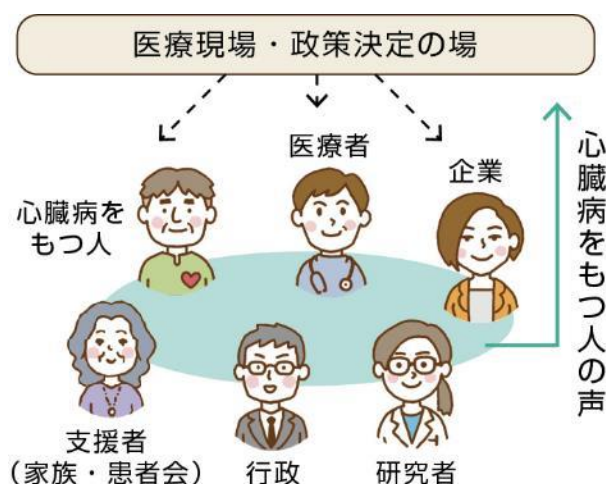 医療現場・政策決定の場
医療者
企業
心臓病を
もつ人
心臓病をもつ人の声
支援者
（家族・患者会）
行政
研究者